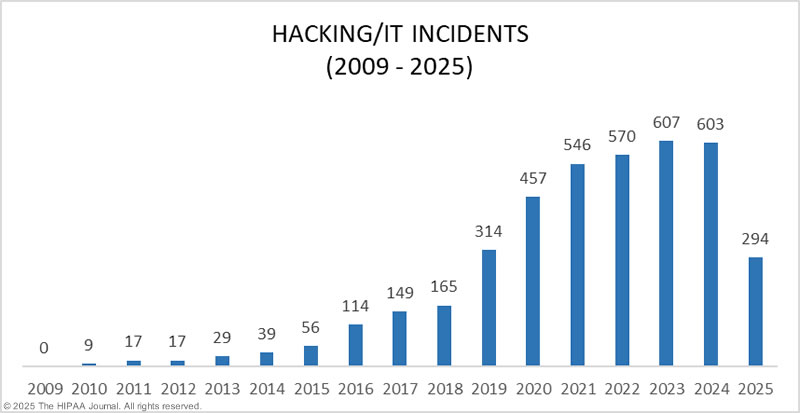 HACKING/IT INCIDENTS
(2009 - 2025)
0 9 17 17 29 39 56 114 149 165 314 457 546 570 607 603 294
2009 2010 2011 2012 2013 2014 2015 2016 2017 2018 2019 2020 2021 2022 2023 2024 2025
© 2025 The HIPAA Journal. All rights reserved.